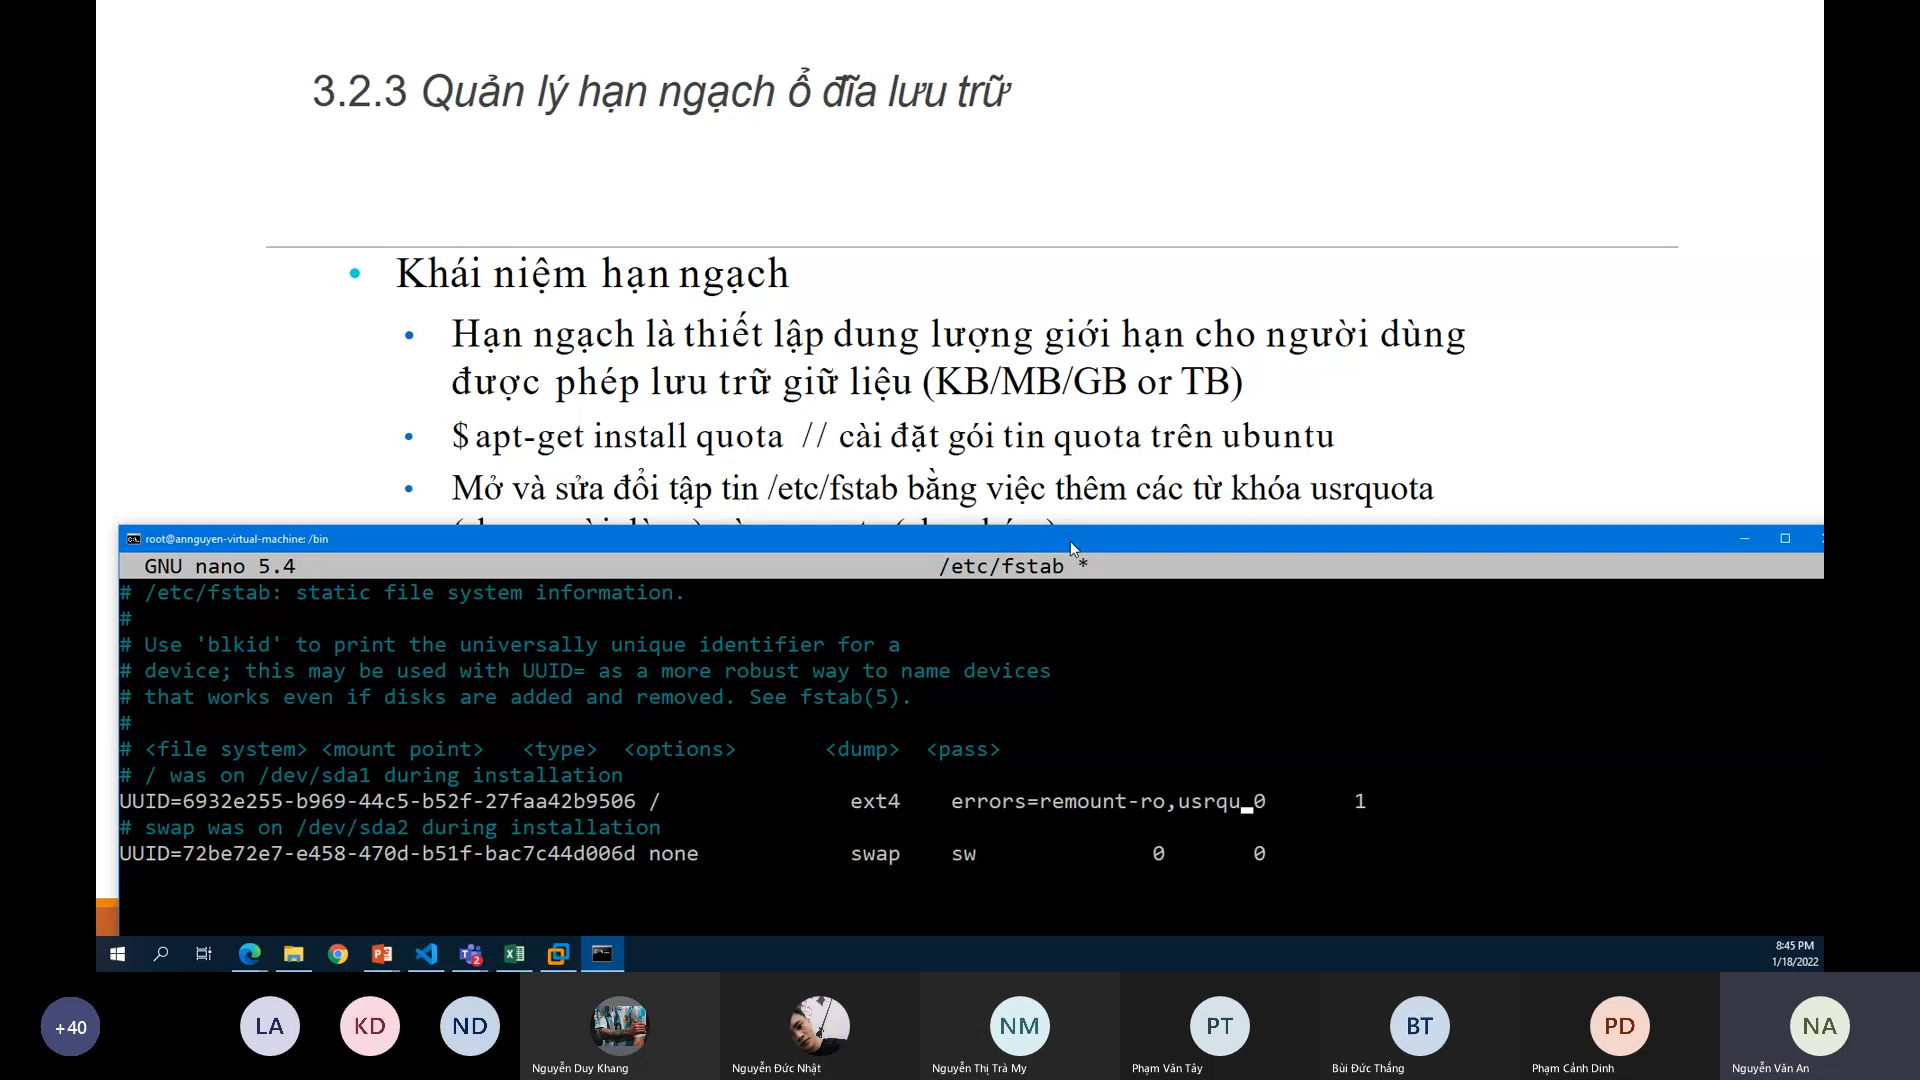 3.2.3 Quản lý hạn ngạch ổ đĩa lưu trữ
• Khái niệm hạn ngạch
• Hạn ngạch là thiết lập dung lượng giới hạn cho người dùng
được phép lưu trữ giữ liệu (KB/MB/GB or TB)
• $ apt-get install quota // cài đặt gói tin quota trên ubuntu
• Mở và sửa đổi tập tin /etc/fstab bằng việc thêm các từ khóa usrquota
root@annguyen-virtual-machine: /bin
GNU nano 5.4 /etc/fstab *
# /etc/fstab: static file system information.
#
# Use 'blkid' to print the universally unique identifier for a
# device; this may be used with UUID= as a more robust way to name devices
# that works even if disks are added and removed. See fstab(5).
#
# <file system> <mount point> <type> <options> <dump> <pass>
# / was on /dev/sda1 during installation
UUID=6932e255-b969-44c5-b52f-27faa42b9506 / ext4 errors=remount-ro,usrqu 0 1
# swap was on /dev/sda2 during installation
UUID=72be72e7-e458-470d-b51f-bac7c44d006d none swap sw 0 0
8:45 PM
1/18/2022
+40 LA KD ND NM PT BT PD NA
Nguyễn Duy Khang Nguyễn Đức Nhật Nguyễn Thị Trà My Phạm Văn Tây Bùi Đức Thắng Phạm Cảnh Dinh Nguyễn Văn An